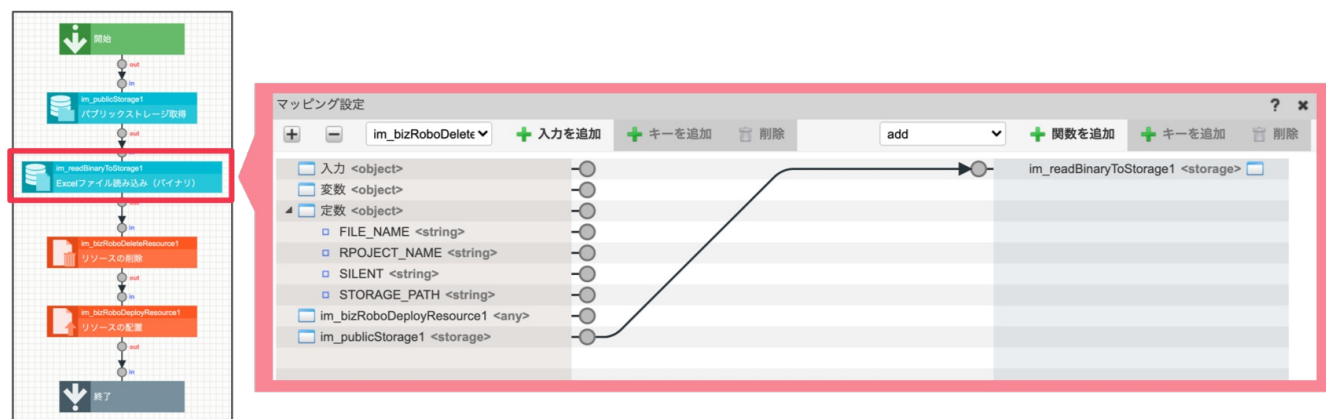 開始
out
in
im_publicStorage1
パブリックストレージ取得
out
im_readBinaryToStorage1
Excelファイル読み込み（バイナリ）
out
in
im_bizRoboDeleteResource1
リソースの削除
out
in
im_bizRoboDeployResource1
リソースの配置
out
in
終了
マッピング設定
? ×
im_bizRoboDelete
入力を追加
キーを追加
削除
add
関数を追加
キーを追加
削除
入力 <object>
変数 <object>
定数 <object>
FILE_NAME <string>
RPOJECT_NAME <string>
SILENT <string>
STORAGE_PATH <string>
im_bizRoboDeployResource1 <any>
im_publicStorage1 <storage>
im_readBinaryToStorage1 <storage>